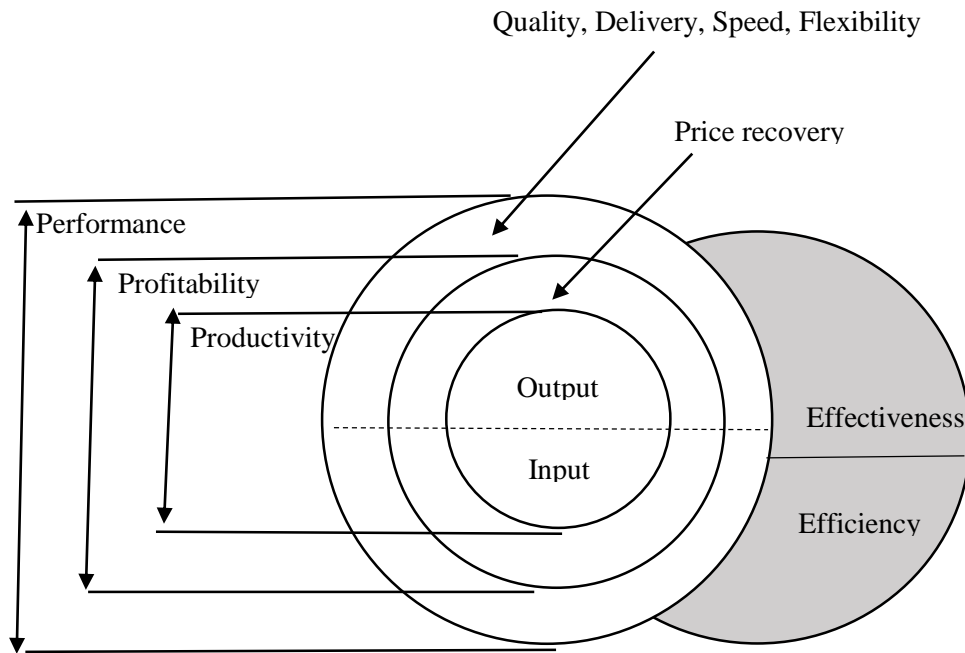 Quality, Delivery, Speed, Flexibility
Price recovery
Performance
Profitability
Productivity
Output
Effectiveness
Input
Efficiency